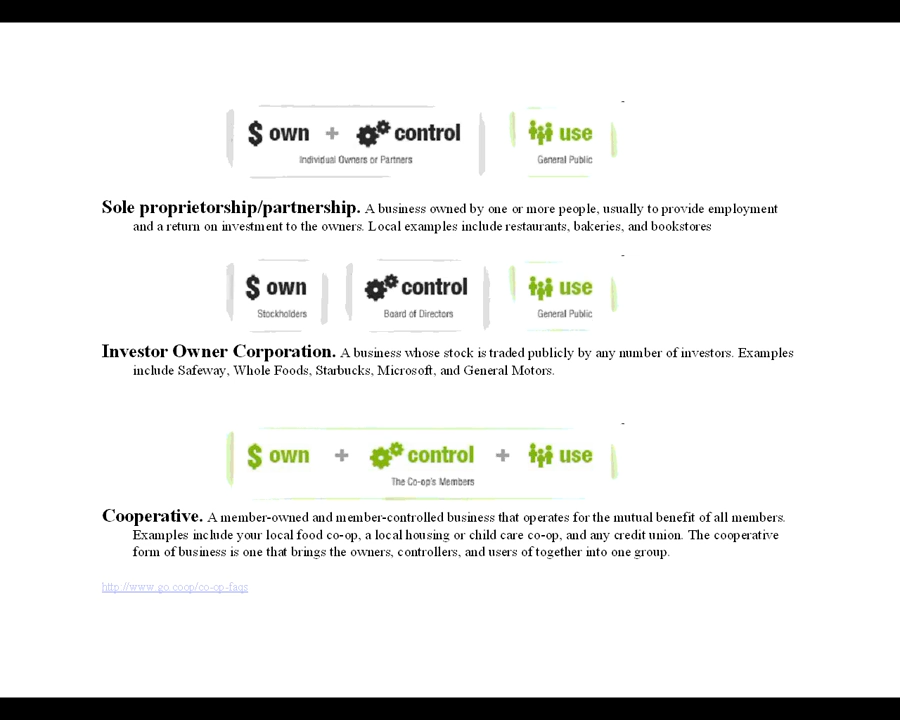 $ own + control use
Individual Owners or Partners General Public
Sole proprietorship/partnership. A business owned by one or more people, usually to provide employment
and a return on investment to the owners. Local examples include restaurants, bakeries, and bookstores
$ own control use
Stockholders Board of Directors General Public
Investor Owner Corporation. A business whose stock is traded publicly by any number of investors. Examples
include Safeway, Whole Foods, Starbucks, Microsoft, and General Motors.
$ own + control + use
The Co-op's Members
Cooperative. A member-owned and member-controlled business that operates for the mutual benefit of all members.
Examples include your local food co-op, a local housing or child care co-op, and any credit union. The cooperative
form of business is one that brings the owners, controllers, and users of together into one group.
http://www.go.coop/co-op-faqs